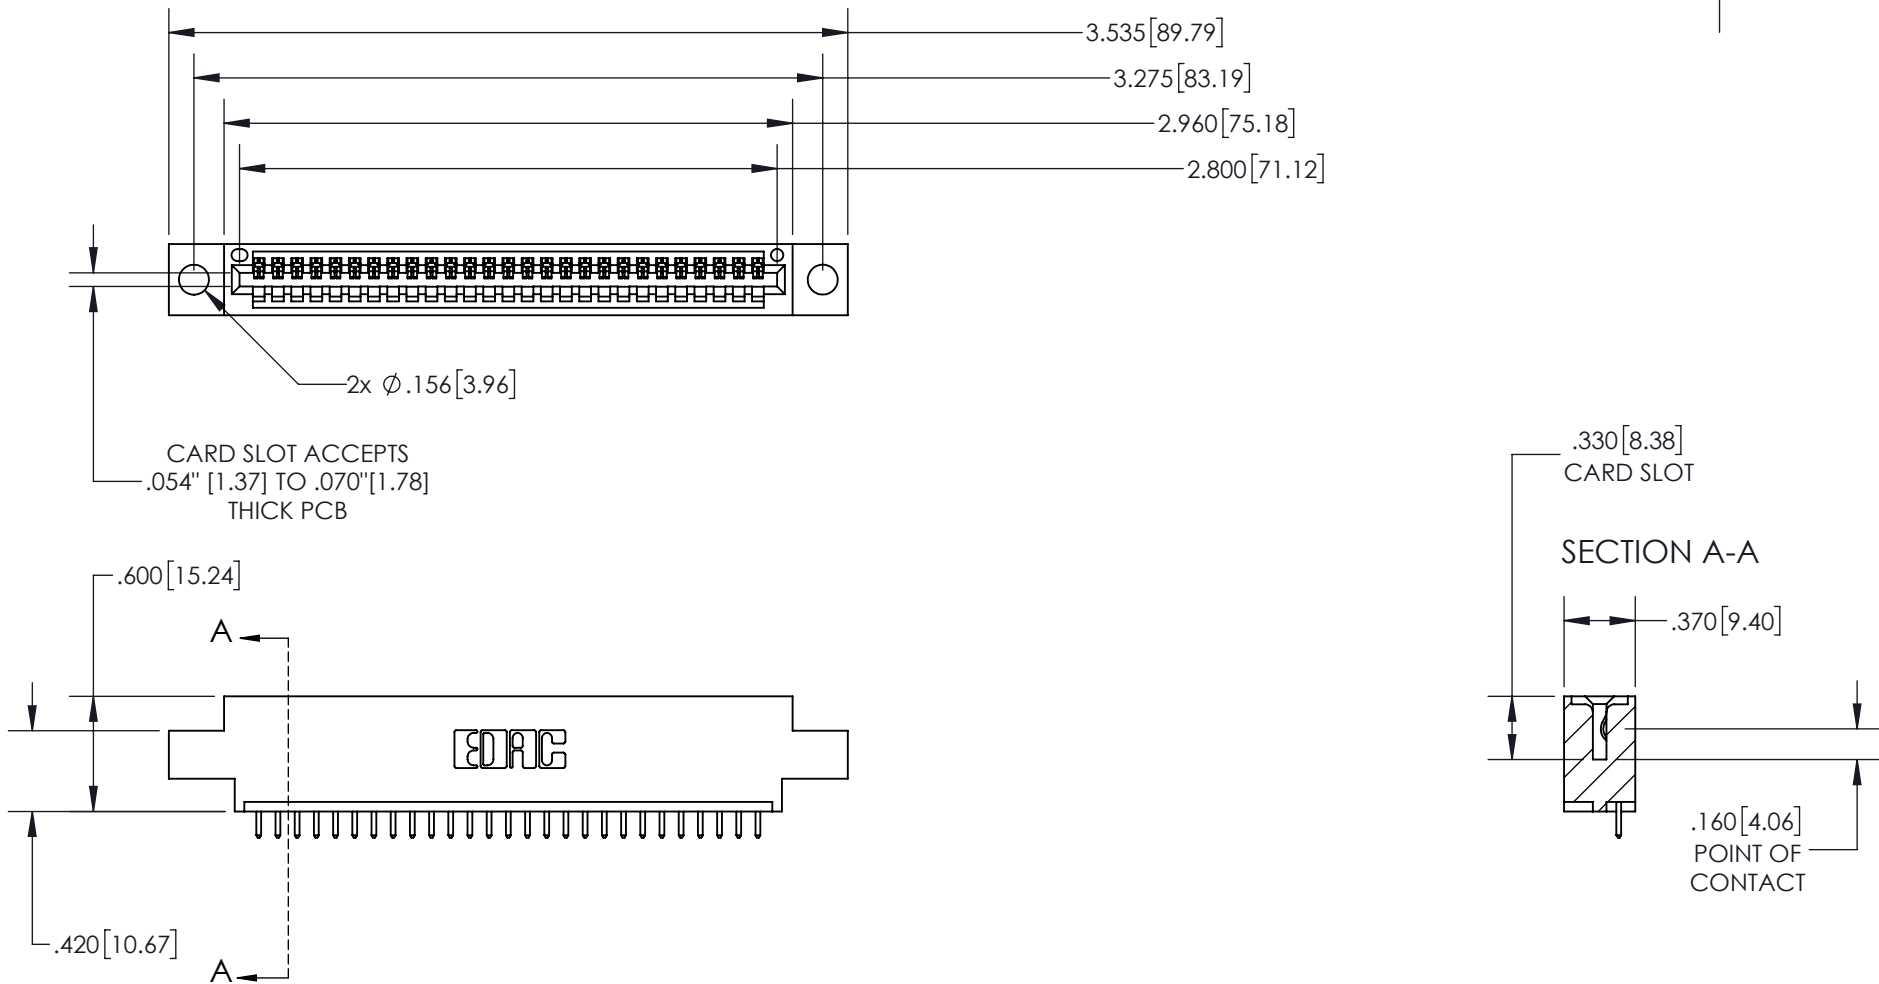 3.535[89.79]
3.275[83.19]
2.960[75.18]
2.800[71.12]
2x Ø.156[3.96]
CARD SLOT ACCEPTS
.054" [1.37] TO .070"[1.78]
THICK PCB
.330[8.38]
CARD SLOT
SECTION A-A
.600[15.24]
.370[9.40]
A
EDAC
.160[4.06]
POINT OF
CONTACT
.420[10.67]
A